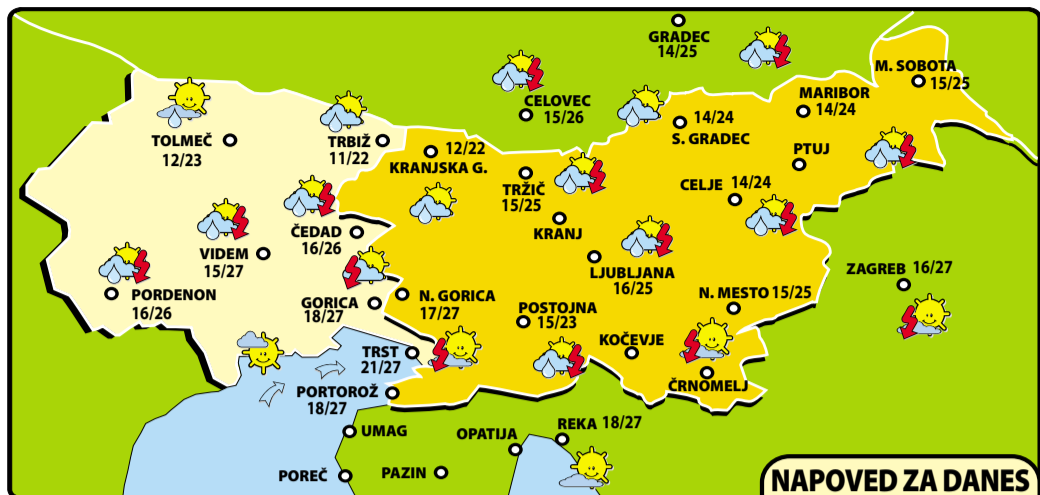 GRADEC
14/25
M. SOBOTA
15/25
CELOVEC
15/26
MARIBOR
14/24
TOLMEČ
12/23
TRBIŽ
11/22
14/24
S. GRADEC
12/22
KRANJSKA G.
PTUJ
TRŽIČ
15/25
CELJE 14/24
ČEDAD
16/26
KRANJ
VIDEM
15/27
LJUBLJANA
16/25
ZAGREB 16/27
PORDENON
16/26
GORICA
18/27
N. GORICA
17/27
POSTOJNA
15/23
N. MESTO 15/25
KOČEVJE
TRST
21/27
ČRNOMELJ
PORTOROŽ
18/27
REKA 18/27
UMAG
OPATIJA
POREČ
PAZIN
NAPOVED ZA DANES